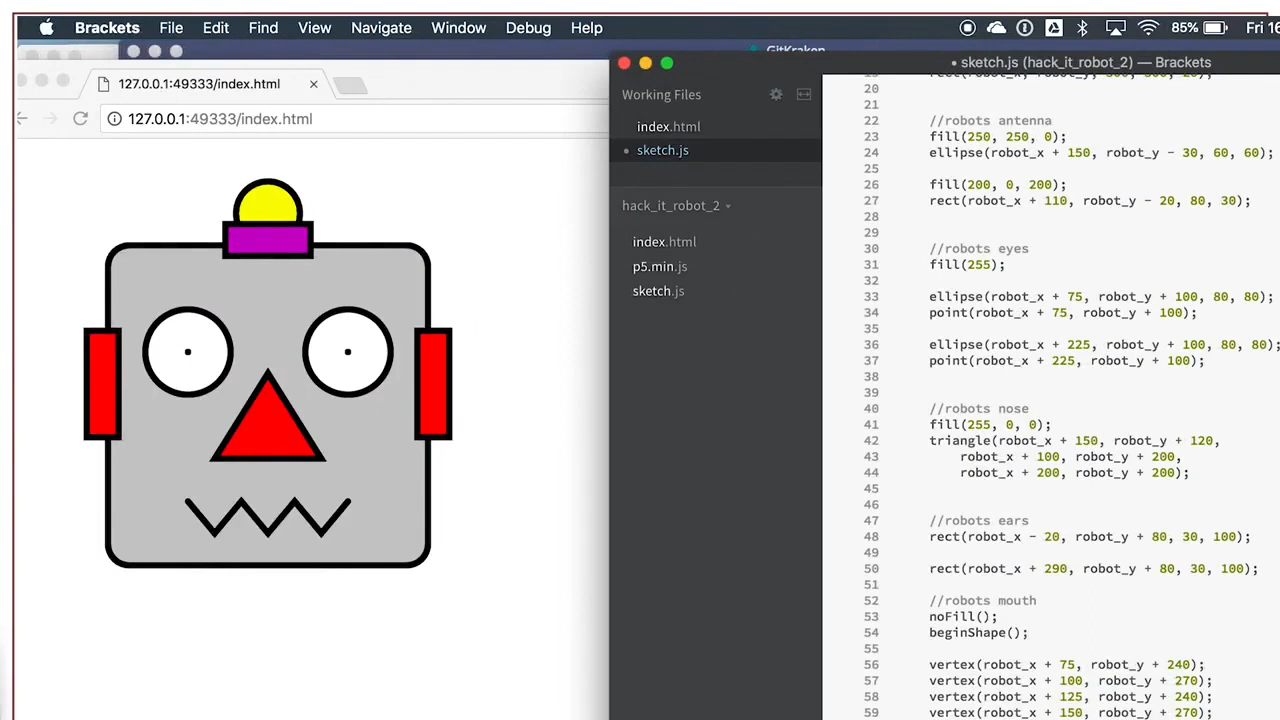 Brackets File Edit Find View Navigate Window Debug Help 85% Fri 16
GitKraken
127.0.0.1:49333/index.html
127.0.0.1:49333/index.html
• sketch.js (hack_it_robot_2) — Brackets
Working Files
index.html
• sketch.js
hack_it_robot_2
index.html
p5.min.js
sketch.js
20
21
22 //robots antenna
23 fill(250, 250, 0);
24 ellipse(robot_x + 150, robot_y - 30, 60, 60);
25
26 fill(200, 0, 200);
27 rect(robot_x + 110, robot_y - 20, 80, 30);
28
29
30 //robots eyes
31 fill(255);
32
33 ellipse(robot_x + 75, robot_y + 100, 80, 80);
34 point(robot_x + 75, robot_y + 100);
35
36 ellipse(robot_x + 225, robot_y + 100, 80, 80);
37 point(robot_x + 225, robot_y + 100);
38
39
40 //robots nose
41 fill(255, 0, 0);
42 triangle(robot_x + 150, robot_y + 120,
43 robot_x + 100, robot_y + 200,
44 robot_x + 200, robot_y + 200);
45
46
47 //robots ears
48 rect(robot_x - 20, robot_y + 80, 30, 100);
49
50 rect(robot_x + 290, robot_y + 80, 30, 100);
51
52 //robots mouth
53 noFill();
54 beginShape();
55
56 vertex(robot_x + 75, robot_y + 240);
57 vertex(robot_x + 100, robot_y + 270);
58 vertex(robot_x + 125, robot_y + 240);
59 vertex(robot_x + 150, robot_y + 270);